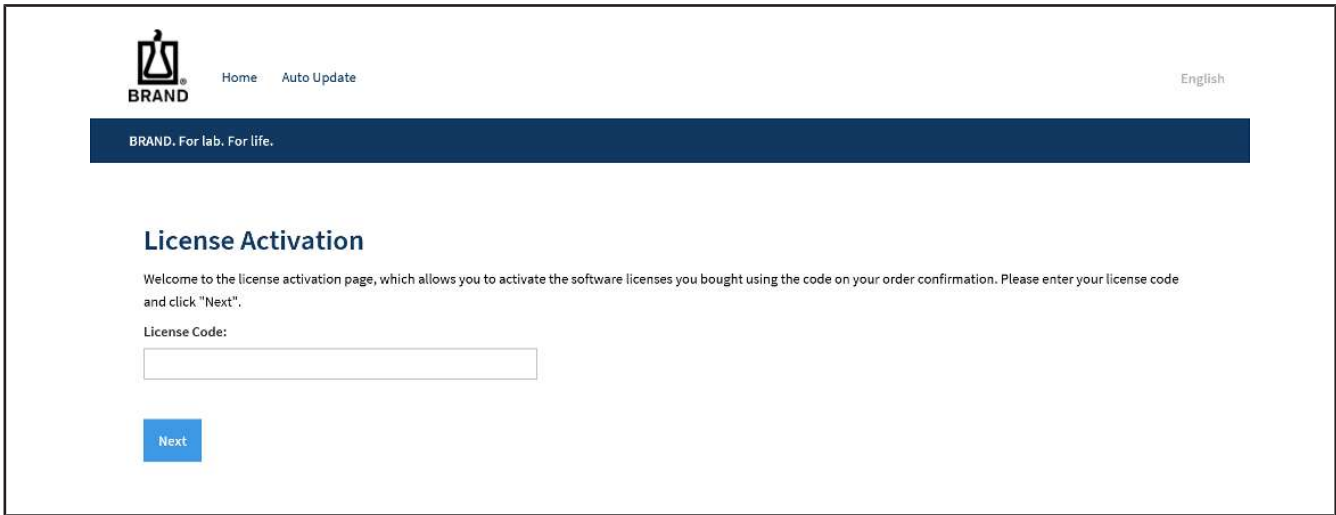 BRAND
Home Auto Update
English
BRAND. For lab. For life.
License Activation
Welcome to the license activation page, which allows you to activate the software licenses you bought using the code on your order confirmation. Please enter your license code
and click "Next".
License Code:
Next